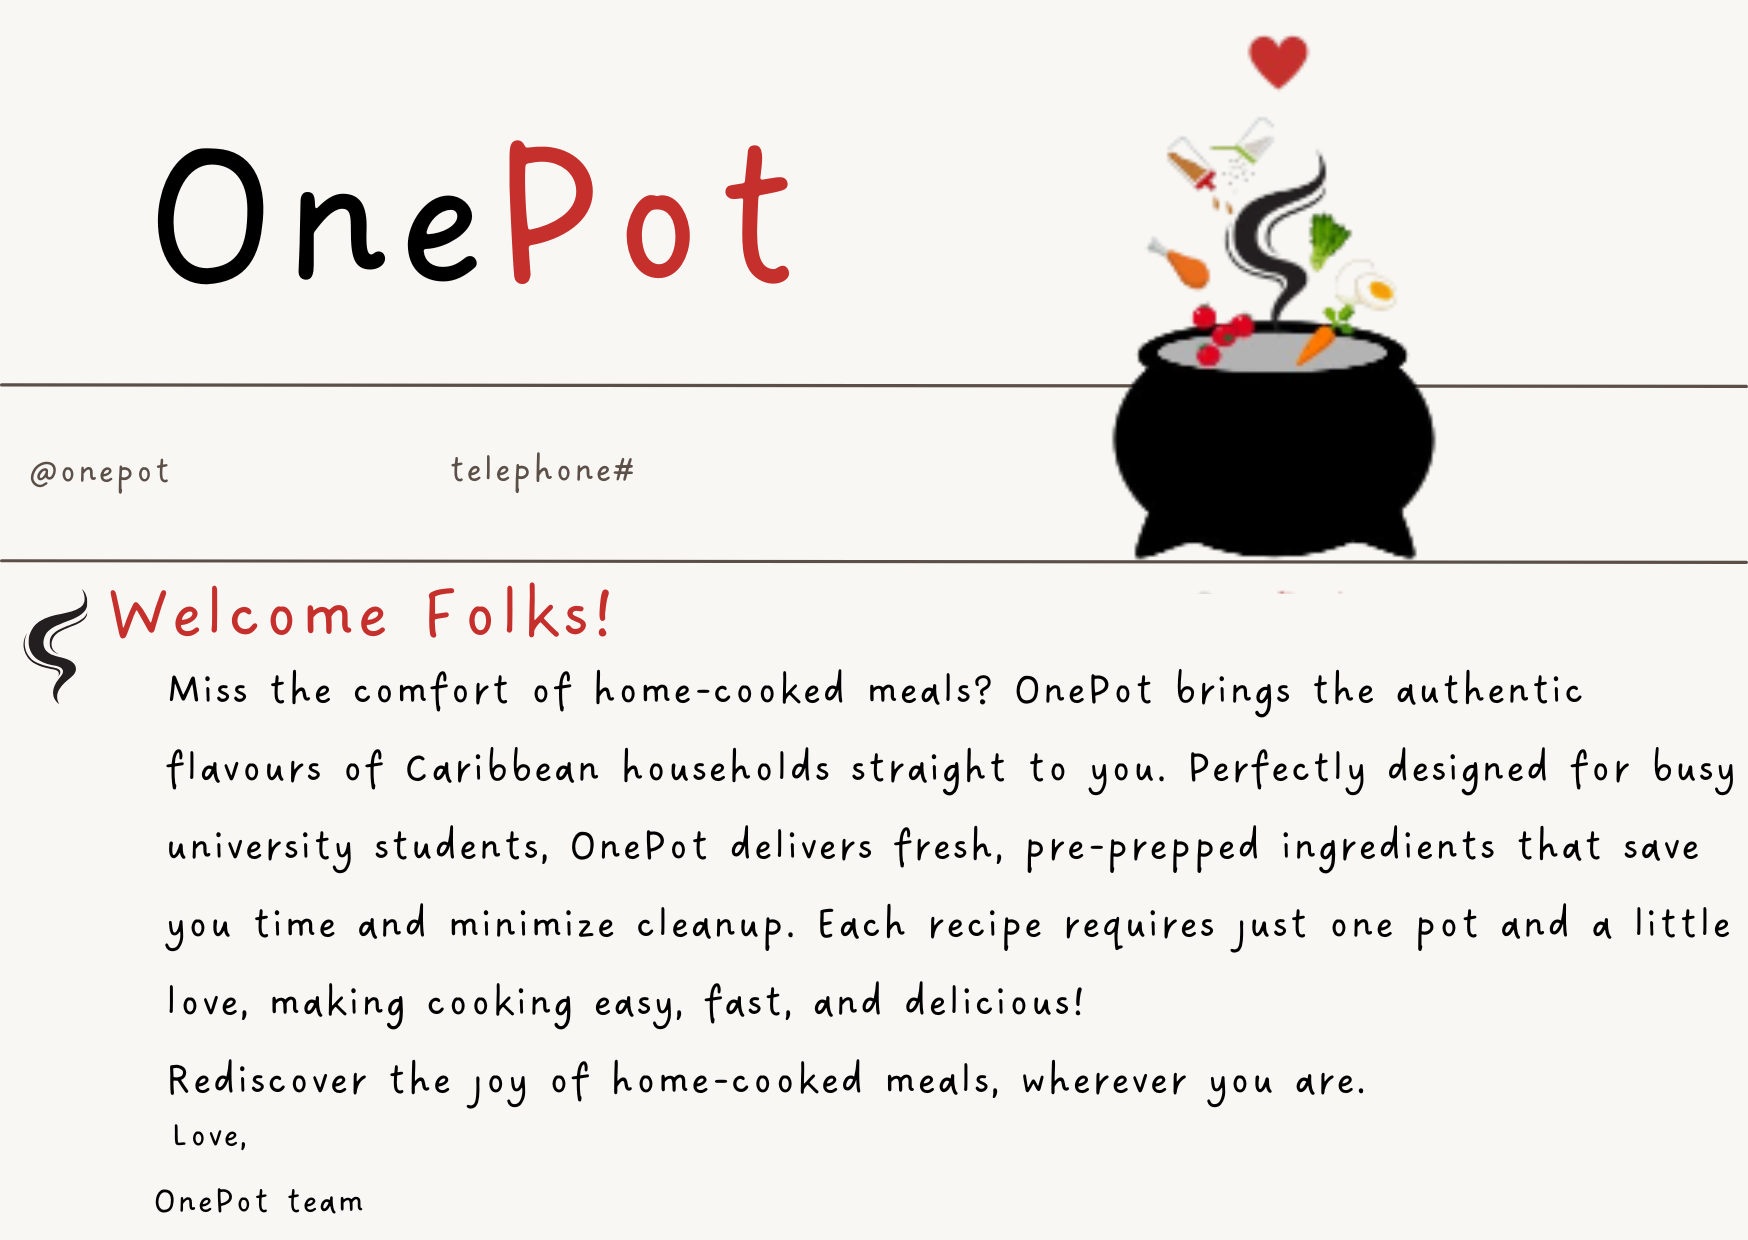 OnePot
@onepot telephone#
Welcome Folks!
Miss the comfort of home-cooked meals? OnePot brings the authentic
flavours of Caribbean households straight to you. Perfectly designed for busy
university students, OnePot delivers fresh, pre-prepped ingredients that save
you time and minimize cleanup. Each recipe requires just one pot and a little
love, making cooking easy, fast, and delicious!
Rediscover the joy of home-cooked meals, wherever you are.
Love,
OnePot team